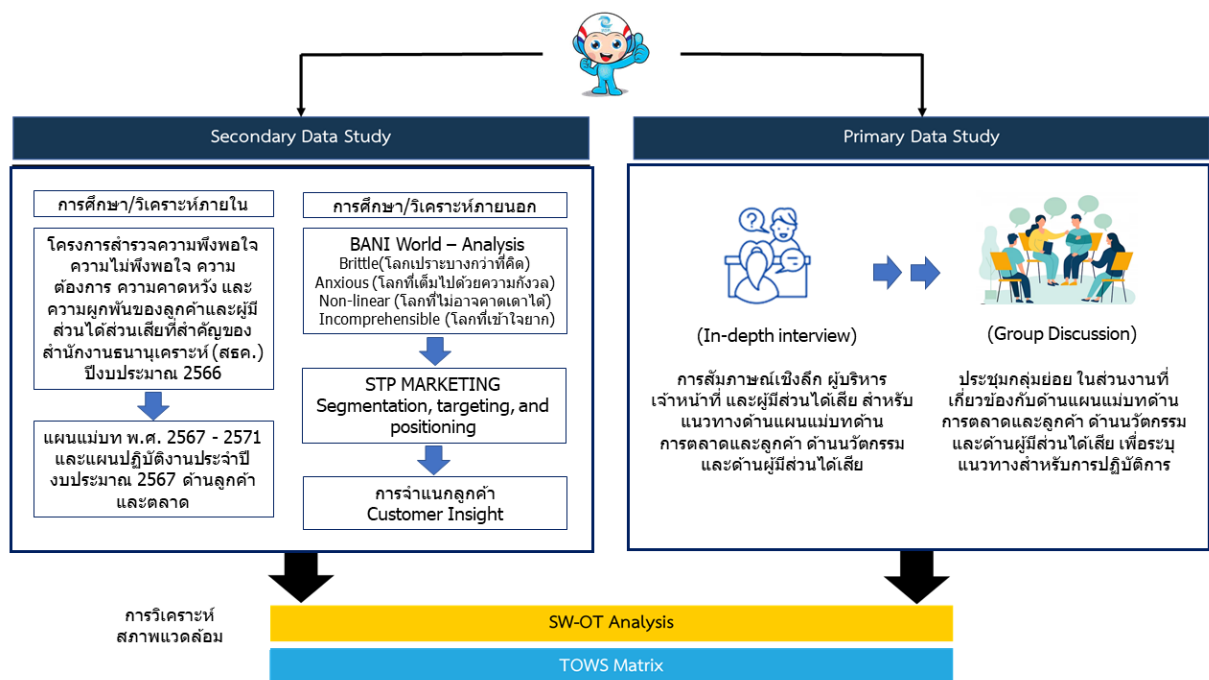 Secondary Data Study
การศึกษา/วิเคราะห์ภายใน
โครงการสำรวจความพึงพอใจ
ความไม่พึงพอใจ ความ
ต้องการ ความคาดหวัง และ
ความผูกพันของลูกค้าและผู้มี
ส่วนได้ส่วนเสียที่สำคัญของ
สำนักงานธนานุเคราะห์ (สธค.)
ปีงบประมาณ 2566
แผนแม่บท พ.ศ. 2567 - 2571
และแผนปฏิบัติงานประจำปี
งบประมาณ 2567 ด้านลูกค้า
และตลาด
การศึกษา/วิเคราะห์ภายนอก
BANI World – Analysis
Brittle(โลกเปราะบางกว่าที่คิด)
Anxious (โลกที่เต็มไปด้วยความกังวล)
Non-linear (โลกที่ไม่อาจคาดเดาได้)
Incomprehensible (โลกที่เข้าใจยาก)
STP MARKETING
Segmentation, targeting, and
positioning
การจำแนกลูกค้า
Customer Insight
Primary Data Study
(In-depth interview)
การสัมภาษณ์เชิงลึก ผู้บริหาร
เจ้าหน้าที่ และผู้มีส่วนได้เสีย สำหรับ
แนวทางด้านแผนแม่บทด้าน
การตลาดและลูกค้า ด้านนวัตกรรม
และด้านผู้มีส่วนได้เสีย
(Group Discussion)
ประชุมกลุ่มย่อย ในส่วนงานที่
เกี่ยวข้องกับด้านแผนแม่บทด้าน
การตลาดและลูกค้า ด้านนวัตกรรม
และด้านผู้มีส่วนได้เสีย เพื่อระบุ
แนวทางสำหรับการปฏิบัติการ
การวิเคราะห์
สภาพแวดล้อม
SW-OT Analysis
TOWS Matrix